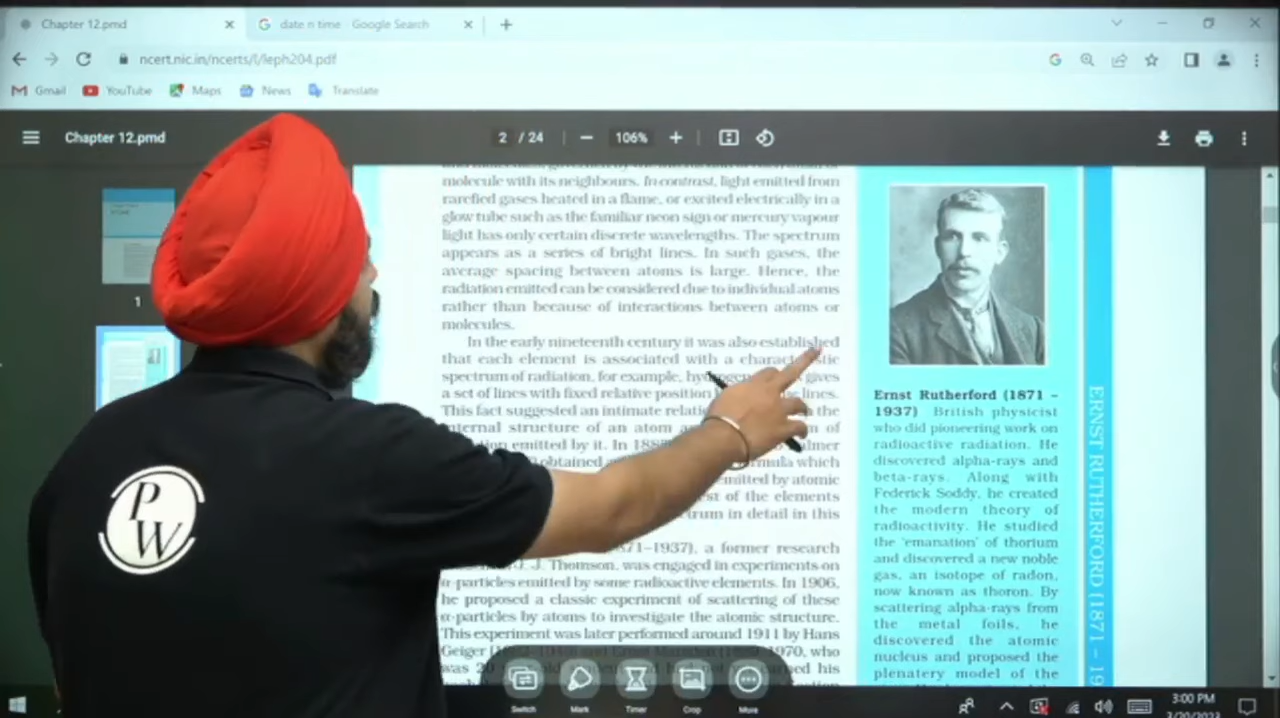 Chapter 12.pmd
date n time - Google Search
ncert.nic.in/ncerts/l/leph204.pdf
Gmail YouTube Maps News Translate
Chapter 12.pmd
2 / 24
106%
1
molecule with its neighbours. In contrast, light emitted from
rarefied gases heated in a flame, or excited electrically in a
glow tube such as the familiar neon sign or mercury vapour
light has only certain discrete wavelengths. The spectrum
appears as a series of bright lines. In such gases, the
average spacing between atoms is large. Hence, the
radiation emitted can be considered due to individual atoms
rather than because of interactions between atoms or
molecules.
In the early nineteenth century it was also established
that each element is associated with a
spectrum of radiation, for example, gives
a set of lines with fixed relative position lines.
This fact suggested an intimate the
internal structure of an atom of
emitted by it. In
obtained which
emitted by atomic
of the elements
in detail in this
1937), a former research
J. J. Thomson, was engaged in experiments on
α-particles emitted by some radioactive elements. In 1906,
he proposed a classic experiment of scattering of these
α-particles by atoms to investigate the atomic structure.
This experiment was later performed around 1911 by Hans
Geiger 1970, who
was 20 his
Ernst Rutherford (1871 –
1937) British physicist
who did pioneering work on
radioactive radiation. He
discovered alpha-rays and
beta-rays. Along with
Federick Soddy, he created
the modern theory of
radioactivity. He studied
the 'emanation' of thorium
and discovered a new noble
gas, an isotope of radon,
now known as thoron. By
scattering alpha-rays from
the metal foils, he
discovered the atomic
nucleus and proposed the
plenatery model of the
ERNST RUTHERFORD (1871 – 19
PW
Switch Mark Timer Crop More
3:00 PM